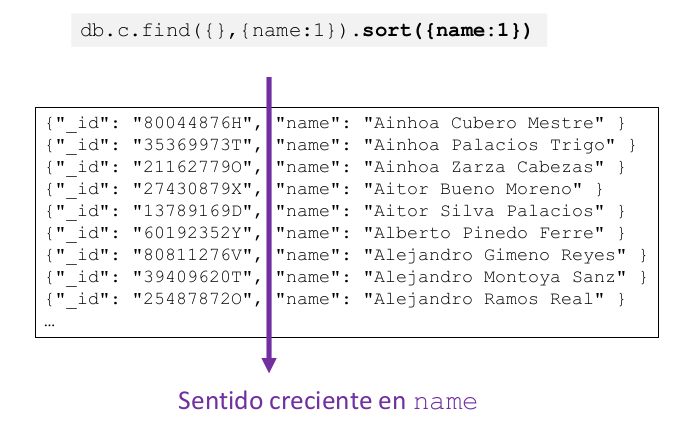 db.c.find({},{name:1}).sort({name:1})
{"_id": "80044876H", "name": "Ainhoa Cubero Mestre" }
{"_id": "35369973T", "name": "Ainhoa Palacios Trigo" }
{"_id": "21162779O", "name": "Ainhoa Zarza Cabezas" }
{"_id": "27430879X", "name": "Aitor Bueno Moreno" }
{"_id": "13789169D", "name": "Aitor Silva Palacios" }
{"_id": "60192352Y", "name": "Alberto Pinedo Ferre" }
{"_id": "80811276V", "name": "Alejandro Gimeno Reyes" }
{"_id": "39409620T", "name": "Alejandro Montoya Sanz" }
{"_id": "25487872O", "name": "Alejandro Ramos Real" }
…
Sentido creciente en name